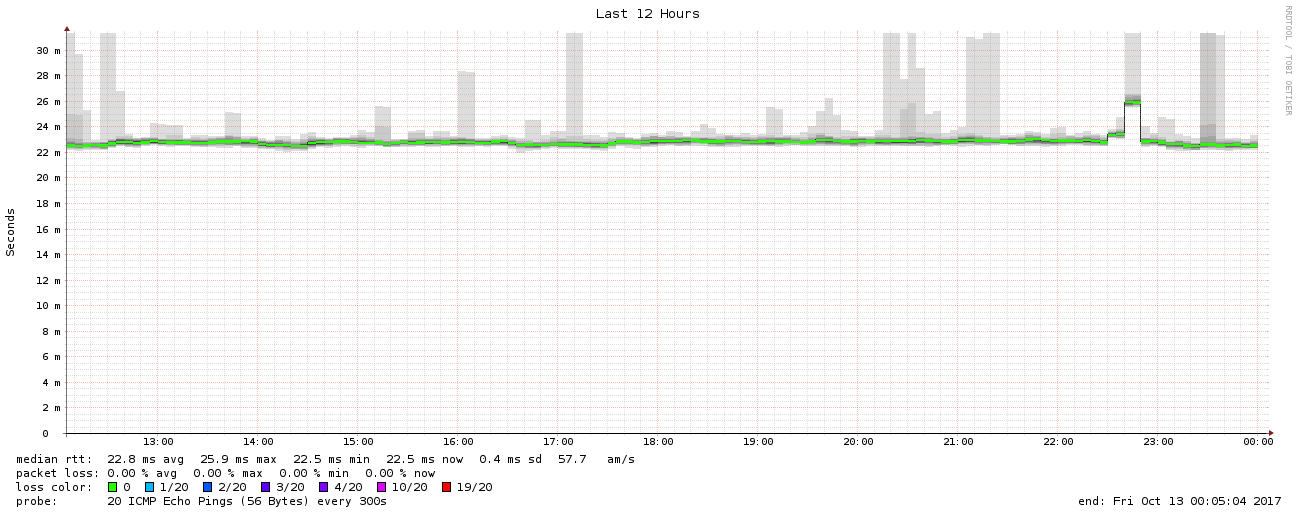 Last 12 Hours
RRDTOOL / TOBI OETIKER
Seconds
30 m
28 m
26 m
24 m
22 m
20 m
18 m
16 m
14 m
12 m
10 m
8 m
6 m
4 m
2 m
0
13:00 14:00 15:00 16:00 17:00 18:00 19:00 20:00 21:00 22:00 23:00 00:00
median rtt: 22.8 ms avg 25.9 ms max 22.5 ms min 22.5 ms now 0.4 ms sd 57.7 am/s
packet loss: 0.00 % avg 0.00 % max 0.00 % min 0.00 % now
loss color: 0 1/20 2/20 3/20 4/20 10/20 19/20
probe: 20 ICMP Echo Pings (56 Bytes) every 300s end: Fri Oct 13 00:05:04 2017